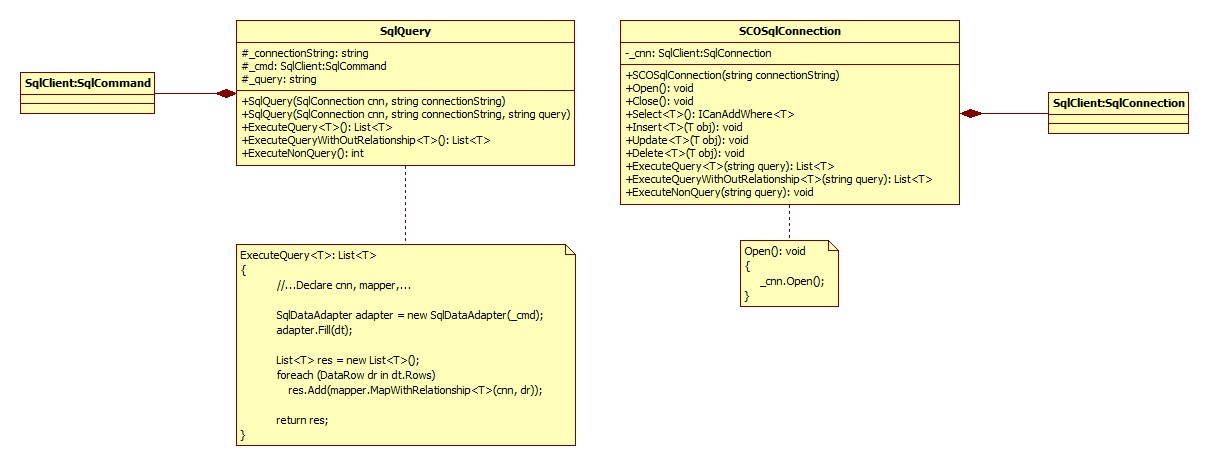 SqlClient:SqlCommand
SqlQuery
#_connectionString: string
#_cmd: SqlClient:SqlCommand
#_query: string
+SqlQuery(SqlConnection cnn, string connectionString)
+SqlQuery(SqlConnection cnn, string connectionString, string query)
+ExecuteQuery<T>(): List<T>
+ExecuteQueryWithOutRelationship<T>(): List<T>
+ExecuteNonQuery(): int
ExecuteQuery<T>: List<T>
{
//...Declare cnn, mapper,...
SqlDataAdapter adapter = new SqlDataAdapter(_cmd);
adapter.Fill(dt);
List<T> res = new List<T>();
foreach (DataRow dr in dt.Rows)
res.Add(mapper.MapWithRelationship<T>(cnn, dr));
return res;
}
SCOSqlConnection
-_cnn: SqlClient:SqlConnection
+SCOSqlConnection(string connectionString)
+Open(): void
+Close(): void
+Select<T>(): ICanAddWhere<T>
+Insert<T>(T obj): void
+Update<T>(T obj): void
+Delete<T>(T obj): void
+ExecuteQuery<T>(string query): List<T>
+ExecuteQueryWithOutRelationship<T>(string query): List<T>
+ExecuteNonQuery(string query): void
Open(): void
{
_cnn.Open();
}
SqlClient:SqlConnection